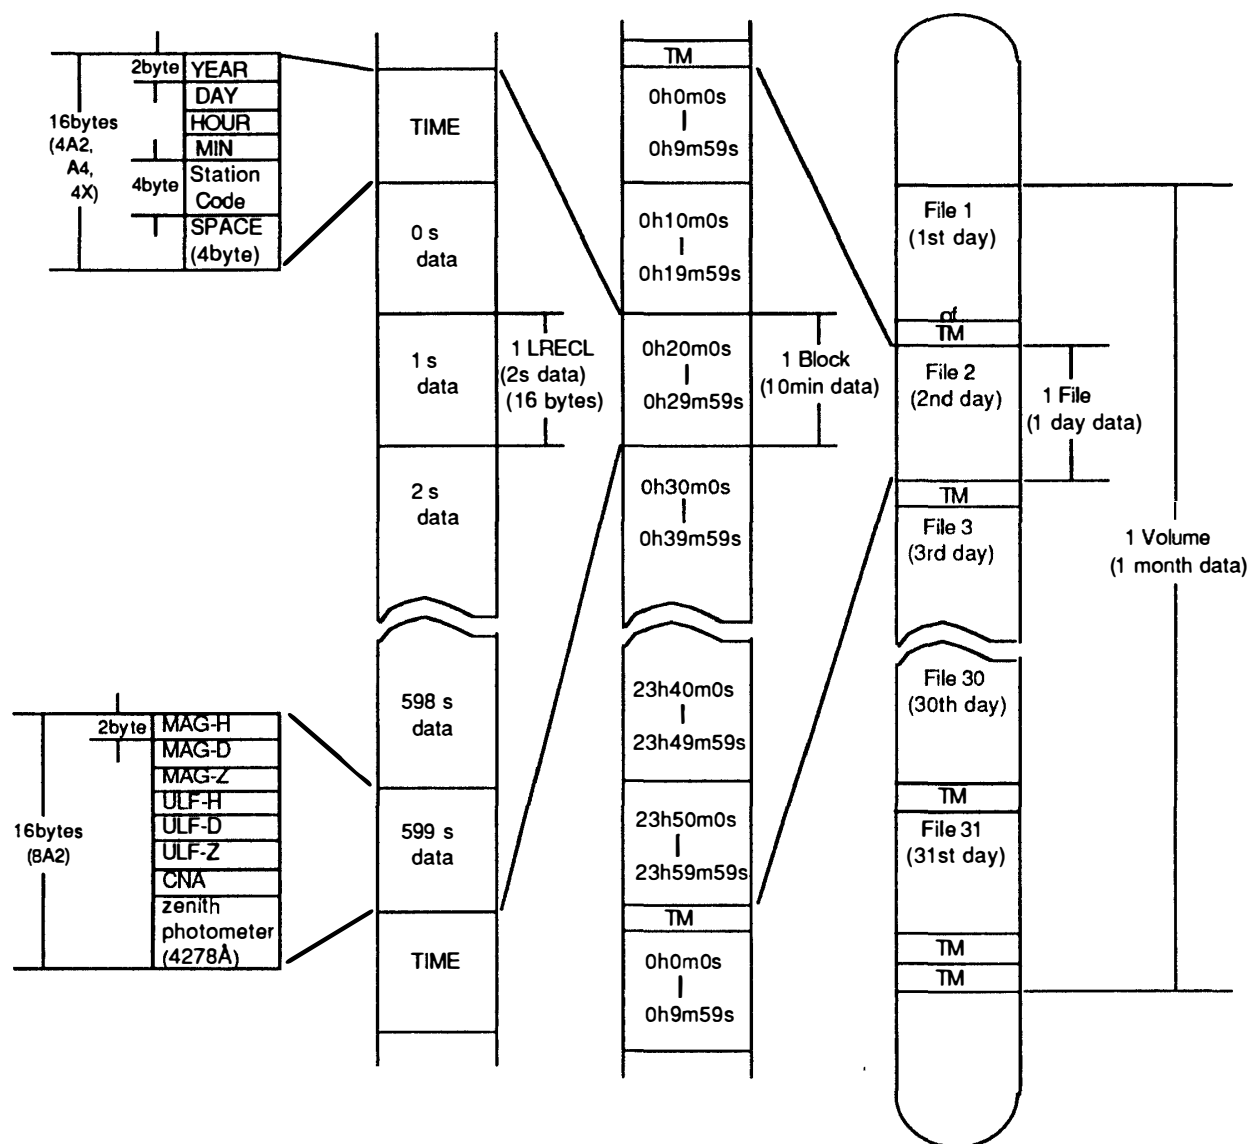 2byte
YEAR
DAY
HOUR
MIN
16bytes
(4A2,
A4,
4X)
4byte
Station
Code
SPACE
(4byte)
2byte
MAG-H
MAG-D
MAG-Z
ULF-H
ULF-D
ULF-Z
CNA
zenith
photometer
(4278Å)
16bytes
(8A2)
TIME
0 s
data
1 s
data
2 s
data
598 s
data
599 s
data
TIME
1 LRECL
(2s data)
(16 bytes)
TM
0h0m0s
0h9m59s
0h10m0s
0h19m59s
0h20m0s
0h29m59s
0h30m0s
0h39m59s
23h40m0s
23h49m59s
23h50m0s
23h59m59s
TM
0h0m0s
0h9m59s
1 Block
(10min data)
File 1
(1st day)
of
TM
File 2
(2nd day)
TM
File 3
(3rd day)
File 30
(30th day)
TM
File 31
(31st day)
TM
TM
1 File
(1 day data)
1 Volume
(1 month data)